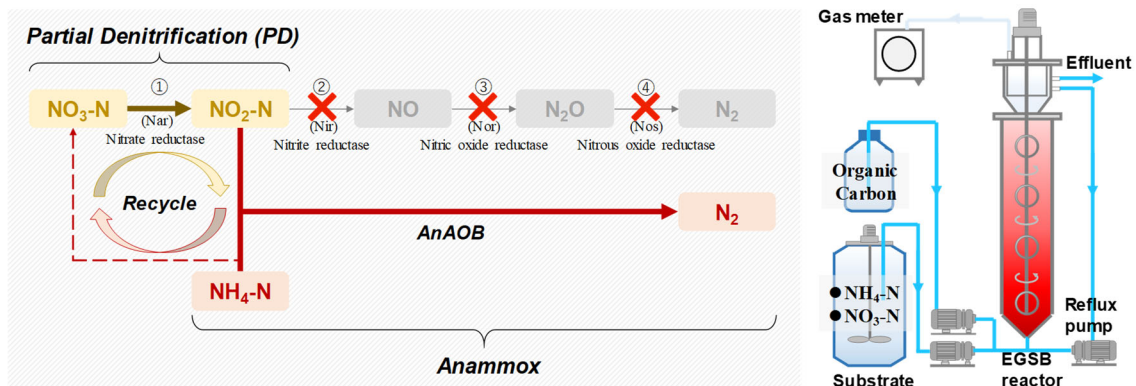 Partial Denitrification (PD)
① ② ③ ④
NO₃-N NO₂-N NO N₂O N₂
(Nar) (Nir) (Nor) (Nos)
Nitrate reductase Nitrite reductase Nitric oxide reductase Nitrous oxide reductase
Recycle
N₂
AnAOB
NH₄-N
Anammox
Gas meter
Effluent
Organic
Carbon
● NH₄-N
● NO₃-N
Reflux
pump
EGSB
reactor
Substrate